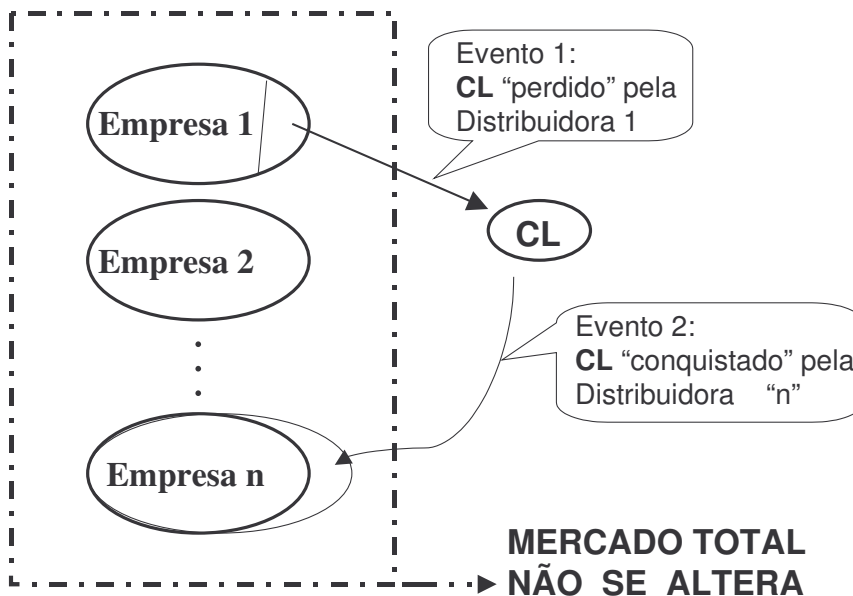 Evento 1:
CL “perdido” pela
Distribuidora 1
Empresa 1
CL
Empresa 2
Evento 2:
CL “conquistado” pela
Distribuidora “n”
Empresa n
MERCADO TOTAL
NÃO SE ALTERA